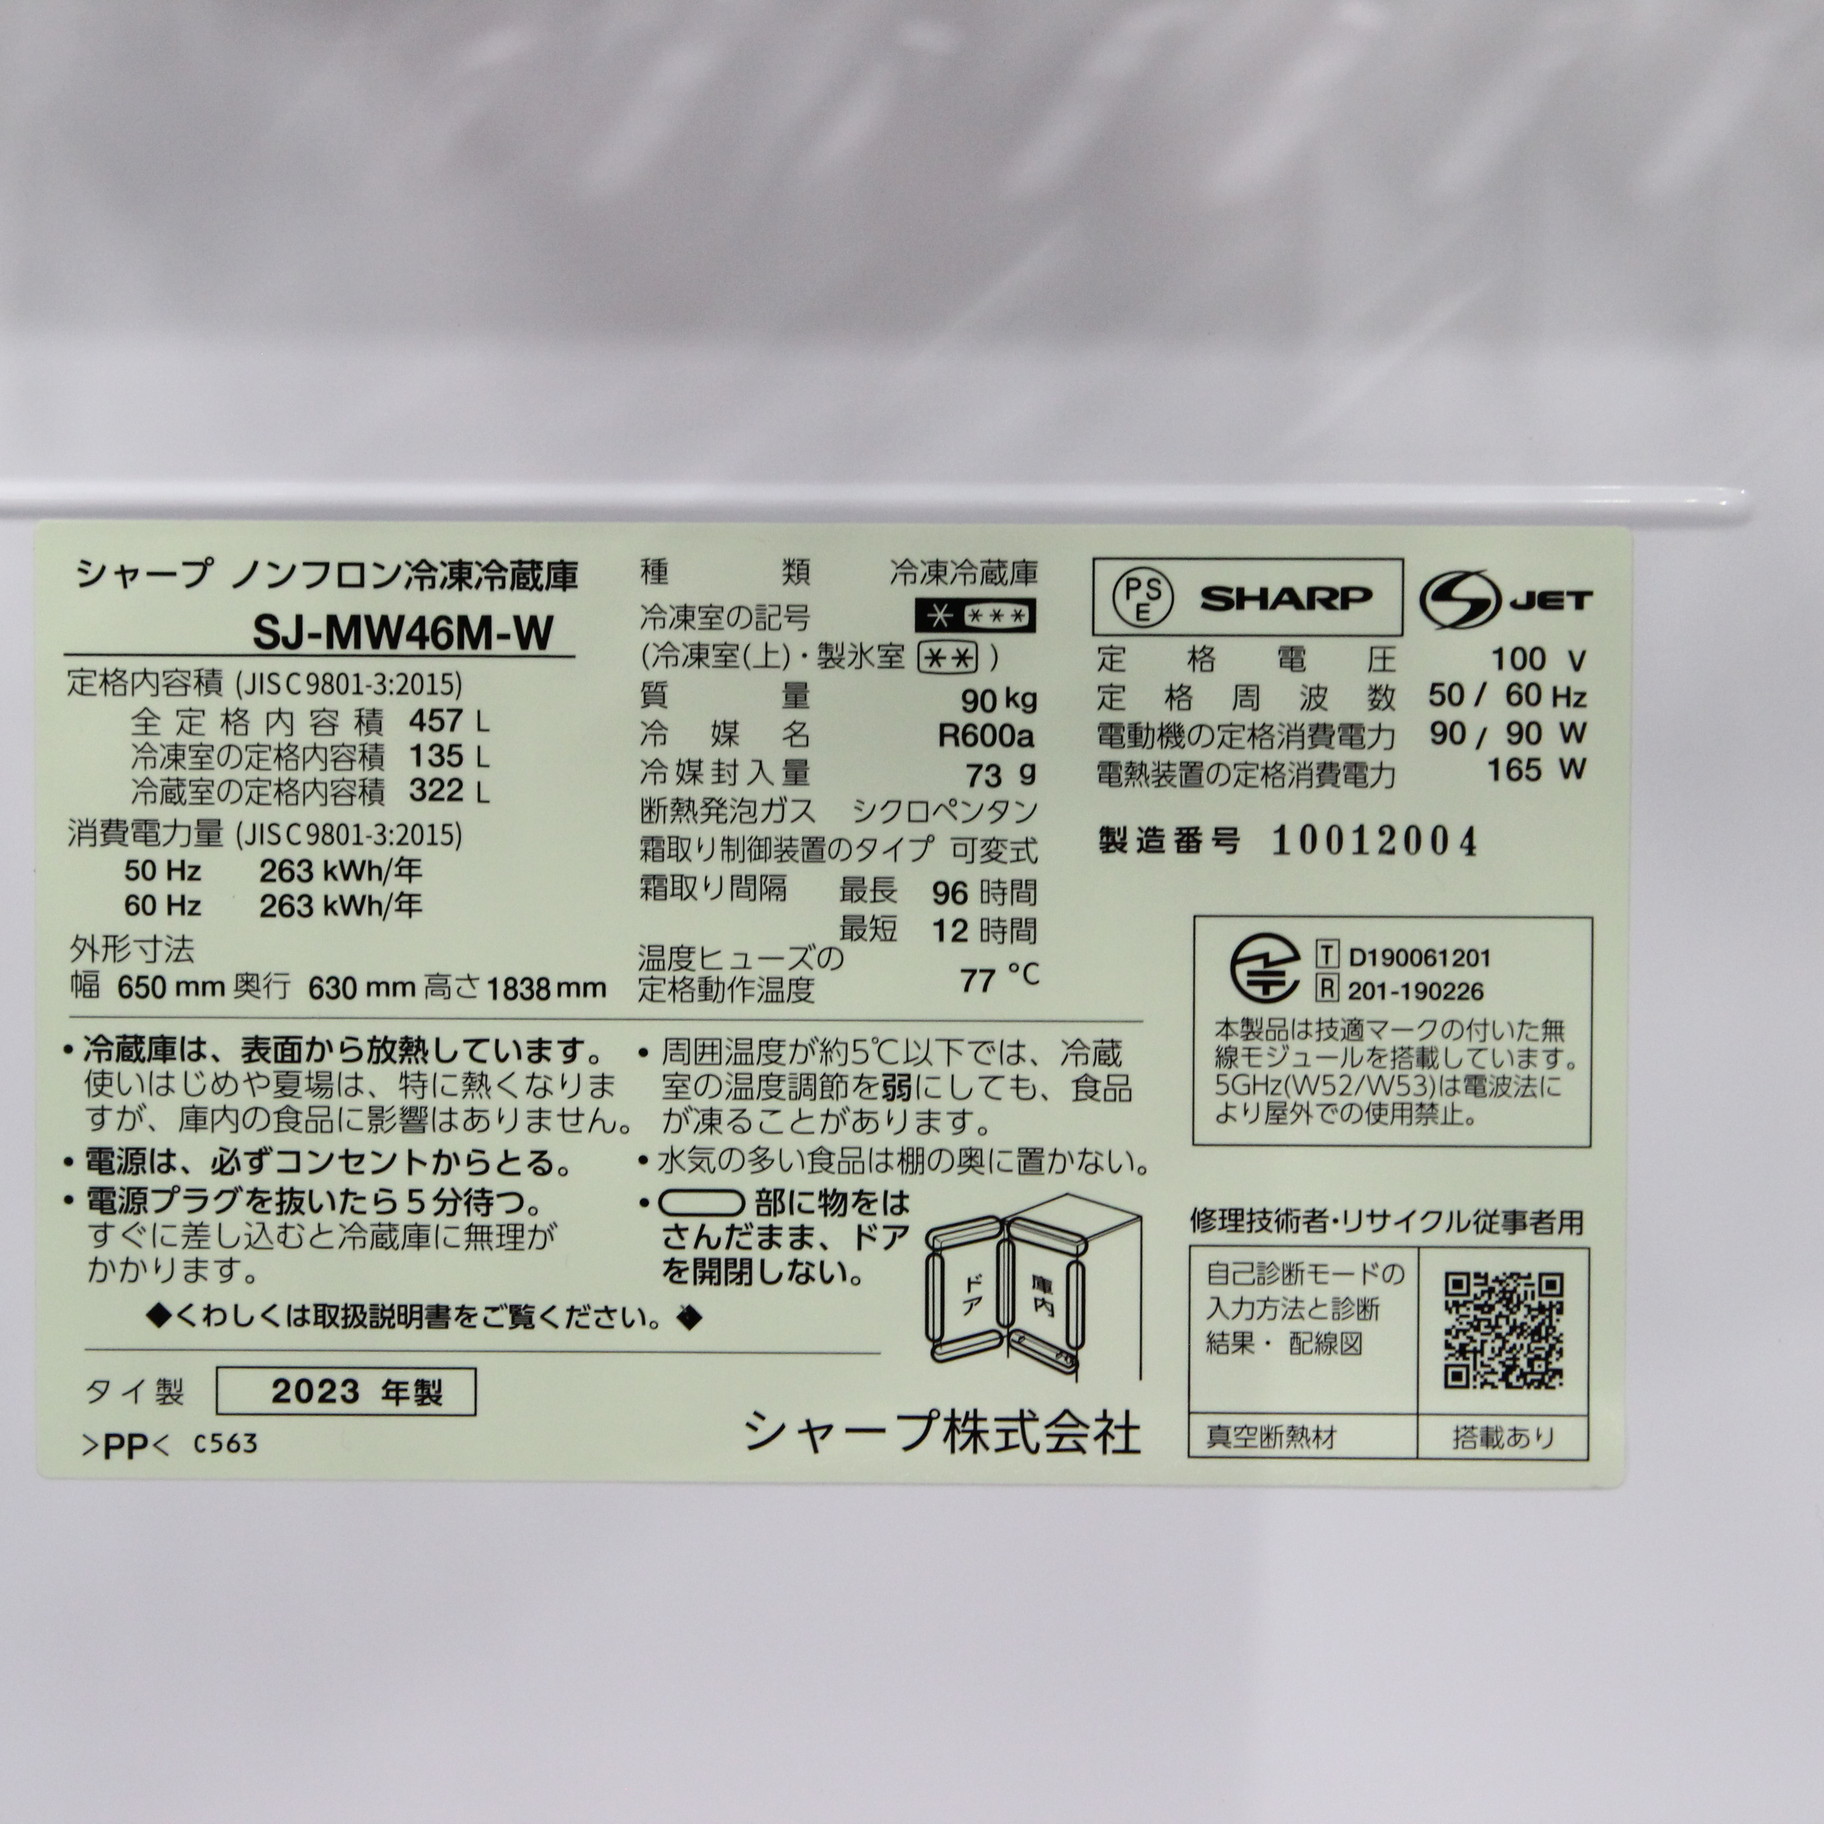 シャープ ノンフロン冷凍冷蔵庫
SJ-MW46M-W
定格内容積 (JIS C 9801-3:2015)
全定格内容積 457 L
冷凍室の定格内容積 135 L
冷蔵室の定格内容積 322 L
消費電力量 (JIS C 9801-3:2015)
50 Hz 263 kWh/年
60 Hz 263 kWh/年
外形寸法
幅 650 mm 奥行 630 mm 高さ 1838 mm
種類 冷凍冷蔵庫
冷凍室の記号 * ***
(冷凍室(上)・製氷室 ** )
質量 90 kg
冷媒名 R600a
冷媒封入量 73 g
断熱発泡ガス シクロペンタン
霜取り制御装置のタイプ 可変式
霜取り間隔 最長 96 時間
最短 12 時間
温度ヒューズの
定格動作温度 77 ℃
PS
E
SHARP
JET
定格電圧 100 V
定格周波数 50 / 60 Hz
電動機の定格消費電力 90 / 90 W
電熱装置の定格消費電力 165 W
製造番号 10012004
T D190061201
R 201-190226
本製品は技適マークの付いた無
線モジュールを搭載しています。
5GHz(W52/W53)は電波法に
より屋外での使用禁止。
• 冷蔵庫は、表面から放熱しています。
使いはじめや夏場は、特に熱くなりま
すが、庫内の食品に影響はありません。
• 電源は、必ずコンセントからとる。
• 電源プラグを抜いたら5分待つ。
すぐに差し込むと冷蔵庫に無理が
かかります。
• 周囲温度が約5℃以下では、冷蔵
室の温度調節を弱にしても、食品
が凍ることがあります。
• 水気の多い食品は棚の奥に置かない。
• 部に物をは
さんだまま、ドア
を開閉しない。
ドア
庫内
◆くわしくは取扱説明書をご覧ください。◆
タイ製 2023 年製
>PP< C563
シャープ株式会社
修理技術者・リサイクル従事者用
自己診断モードの
入力方法と診断
結果・ 配線図
真空断熱材 搭載あり